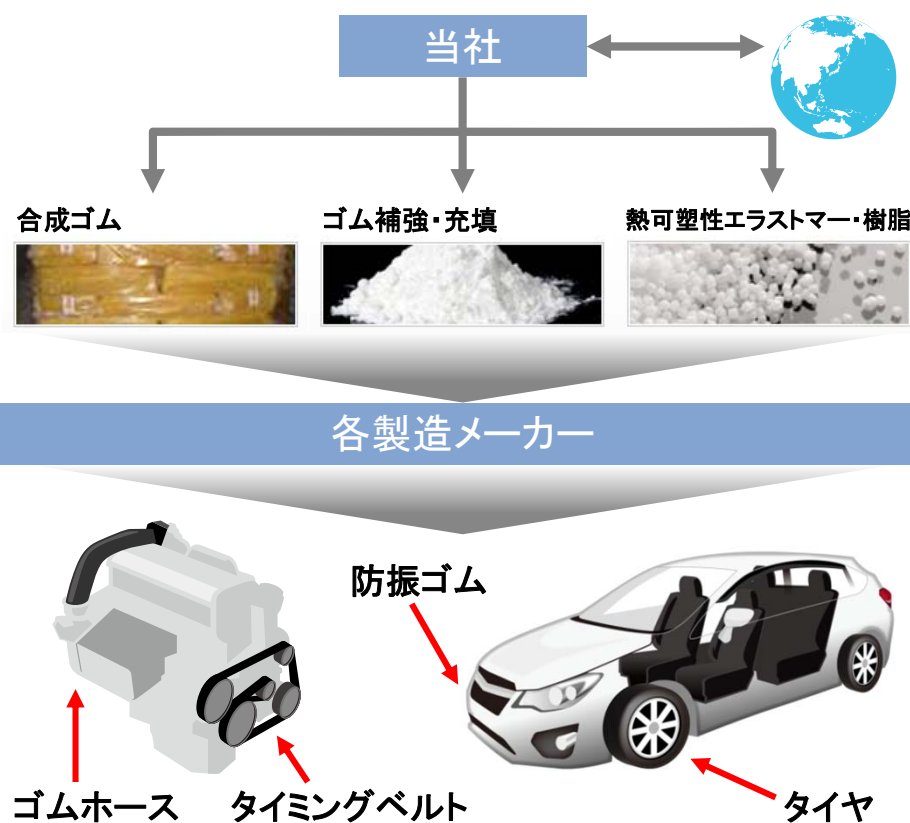 当社
合成ゴム
ゴム補強・充填
熱可塑性エラストマー・樹脂
各製造メーカー
防振ゴム
ゴムホース
タイミングベルト
タイヤ